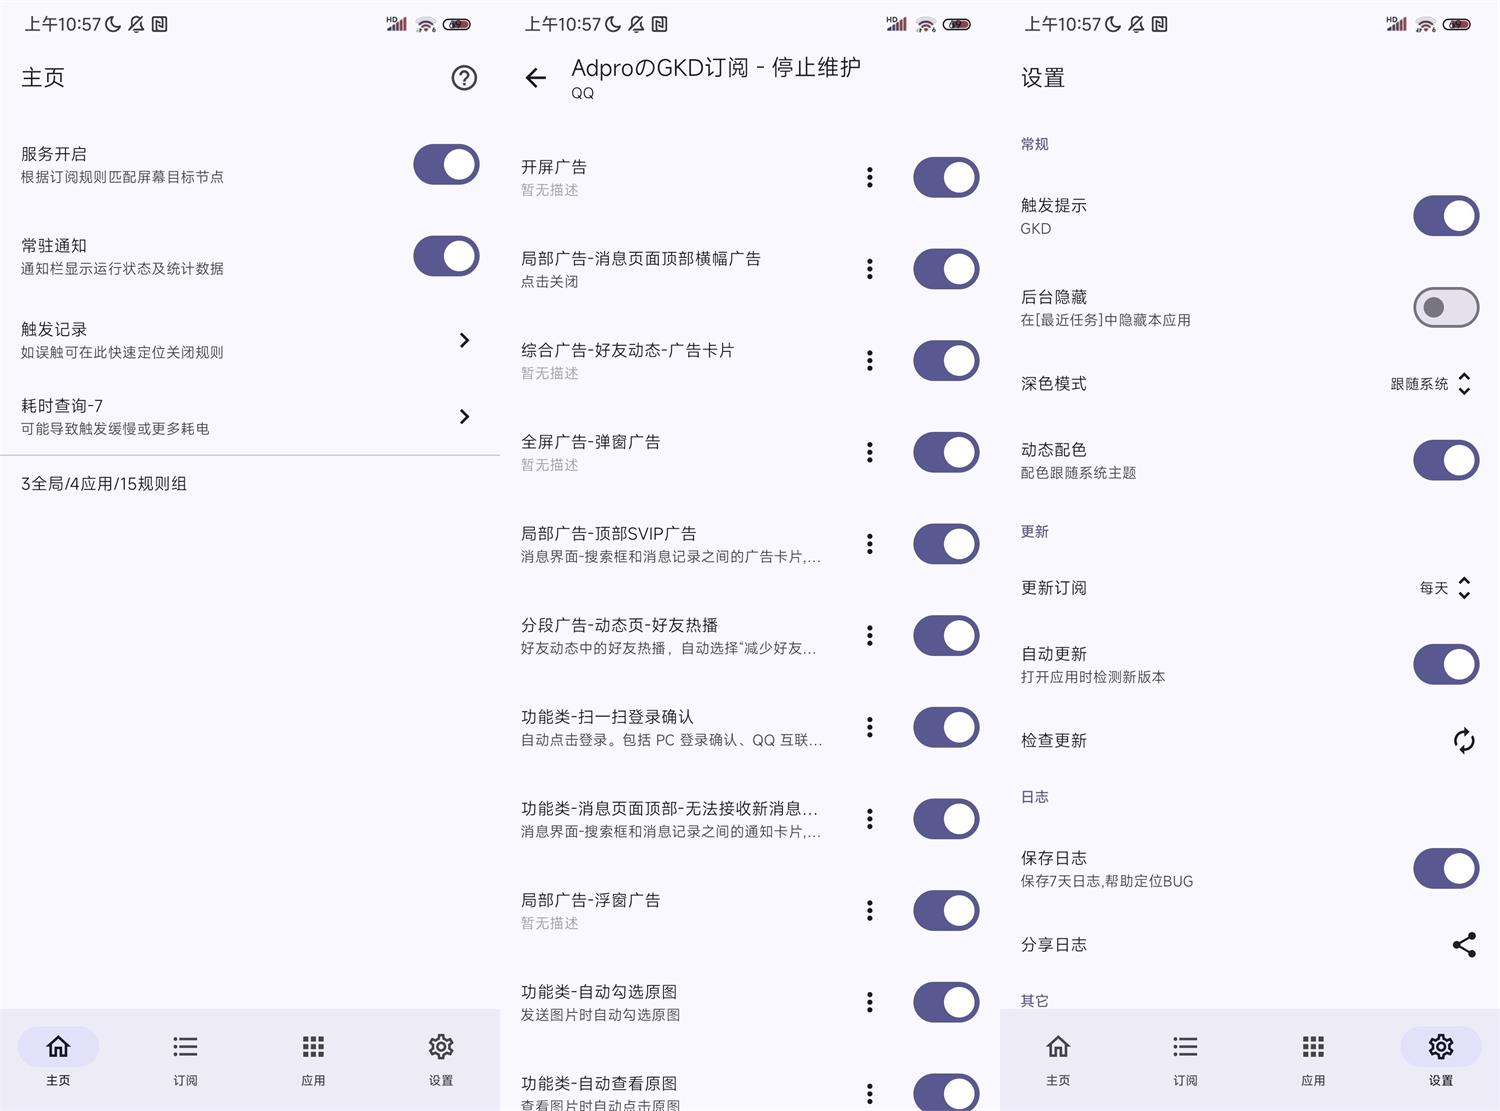 上午10:57
HD
69
主页
服务开启
根据订阅规则匹配屏幕目标节点
常驻通知
通知栏显示运行状态及统计数据
触发记录
如误触可在此快速定位关闭规则
耗时查询-7
可能导致触发缓慢或更多耗电
3全局/4应用/15规则组
主页
订阅
应用
设置
上午10:57
HD
69
AdproのGKD订阅 - 停止维护
QQ
开屏广告
暂无描述
局部广告-消息页面顶部横幅广告
点击关闭
综合广告-好友动态-广告卡片
暂无描述
全屏广告-弹窗广告
暂无描述
局部广告-顶部SVIP广告
消息界面-搜索框和消息记录之间的广告卡片,...
分段广告-动态页-好友热播
好友动态中的好友热播，自动选择“减少好友...
功能类-扫一扫登录确认
自动点击登录。包括 PC 登录确认、QQ 互联...
功能类-消息页面顶部-无法接收新消息...
消息界面-搜索框和消息记录之间的通知卡片,...
局部广告-浮窗广告
暂无描述
功能类-自动勾选原图
发送图片时自动勾选原图
功能类-自动查看原图
查看图片时自动点击原图
上午10:57
HD
69
设置
常规
触发提示
GKD
后台隐藏
在[最近任务]中隐藏本应用
深色模式
跟随系统
动态配色
配色跟随系统主题
更新
更新订阅
每天
自动更新
打开应用时检测新版本
检查更新
日志
保存日志
保存7天日志,帮助定位BUG
分享日志
其它
主页
订阅
应用
设置